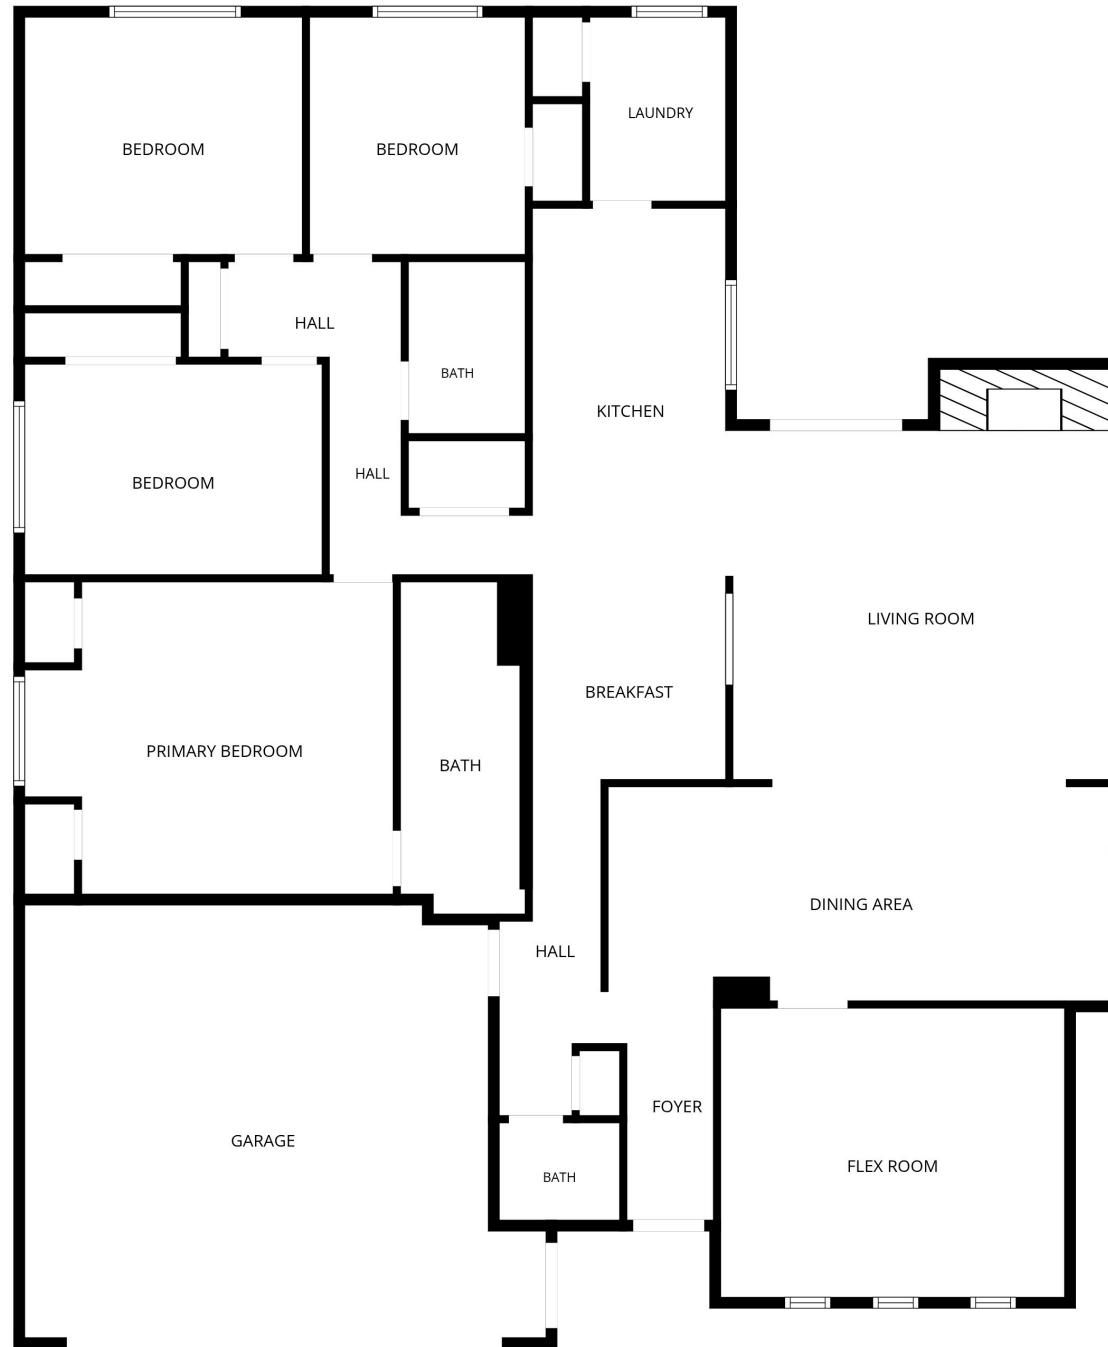 LAUNDRY
BEDROOM
BEDROOM
HALL
BATH
KITCHEN
HALL
BEDROOM
LIVING ROOM
BREAKFAST
PRIMARY BEDROOM
BATH
DINING AREA
HALL
FOYER
GARAGE
FLEX ROOM
BATH